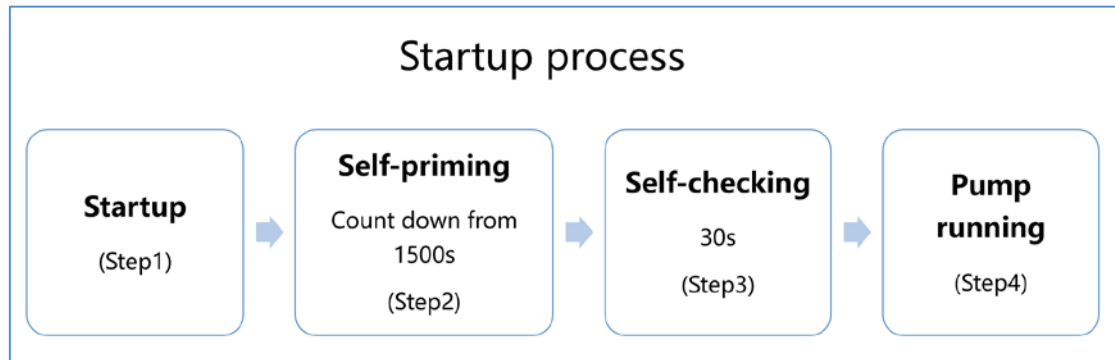 Startup process
Startup
(Step1)
Self-priming
Count down from
1500s
(Step2)
Self-checking
30s
(Step3)
Pump
running
(Step4)